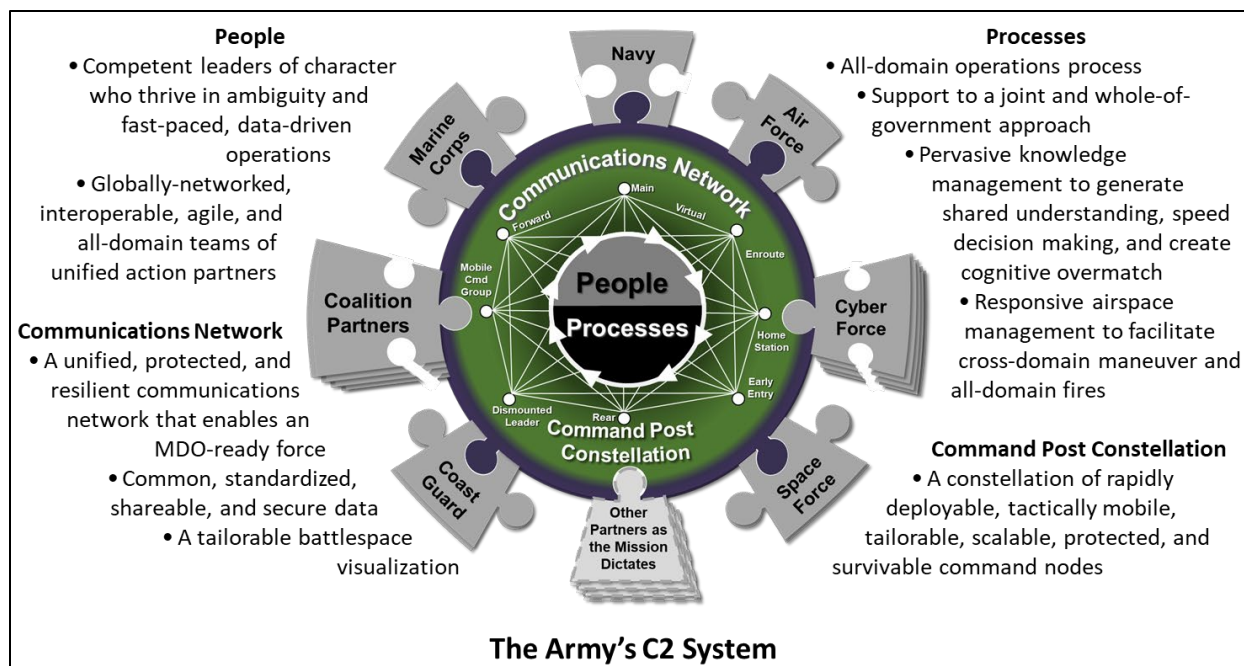 People
• Competent leaders of character
who thrive in ambiguity and
fast-paced, data-driven
operations
• Globally-networked,
interoperable, agile, and
all-domain teams of
unified action partners
Communications Network
• A unified, protected, and
resilient communications
network that enables an
MDO-ready force
• Common, standardized,
shareable, and secure data
• A tailorable battlespace
visualization
Navy
Air
Force
Marine
Corps
Coalition
Partners
Cyber
Force
Coast
Guard
Space
Force
Other
Partners as
the Mission
Dictates
Communications Network
Main
Forward
Virtual
Enroute
Mobile
Cmd
Group
Home
Station
Dismounted
Leader
Rear
Early
Entry
People
Processes
Command Post
Constellation
Processes
• All-domain operations process
• Support to a joint and whole-of-
government approach
• Pervasive knowledge
management to generate
shared understanding, speed
decision making, and create
cognitive overmatch
• Responsive airspace
management to facilitate
cross-domain maneuver and
all-domain fires
Command Post Constellation
• A constellation of rapidly
deployable, tactically mobile,
tailorable, scalable, protected, and
survivable command nodes
The Army's C2 System